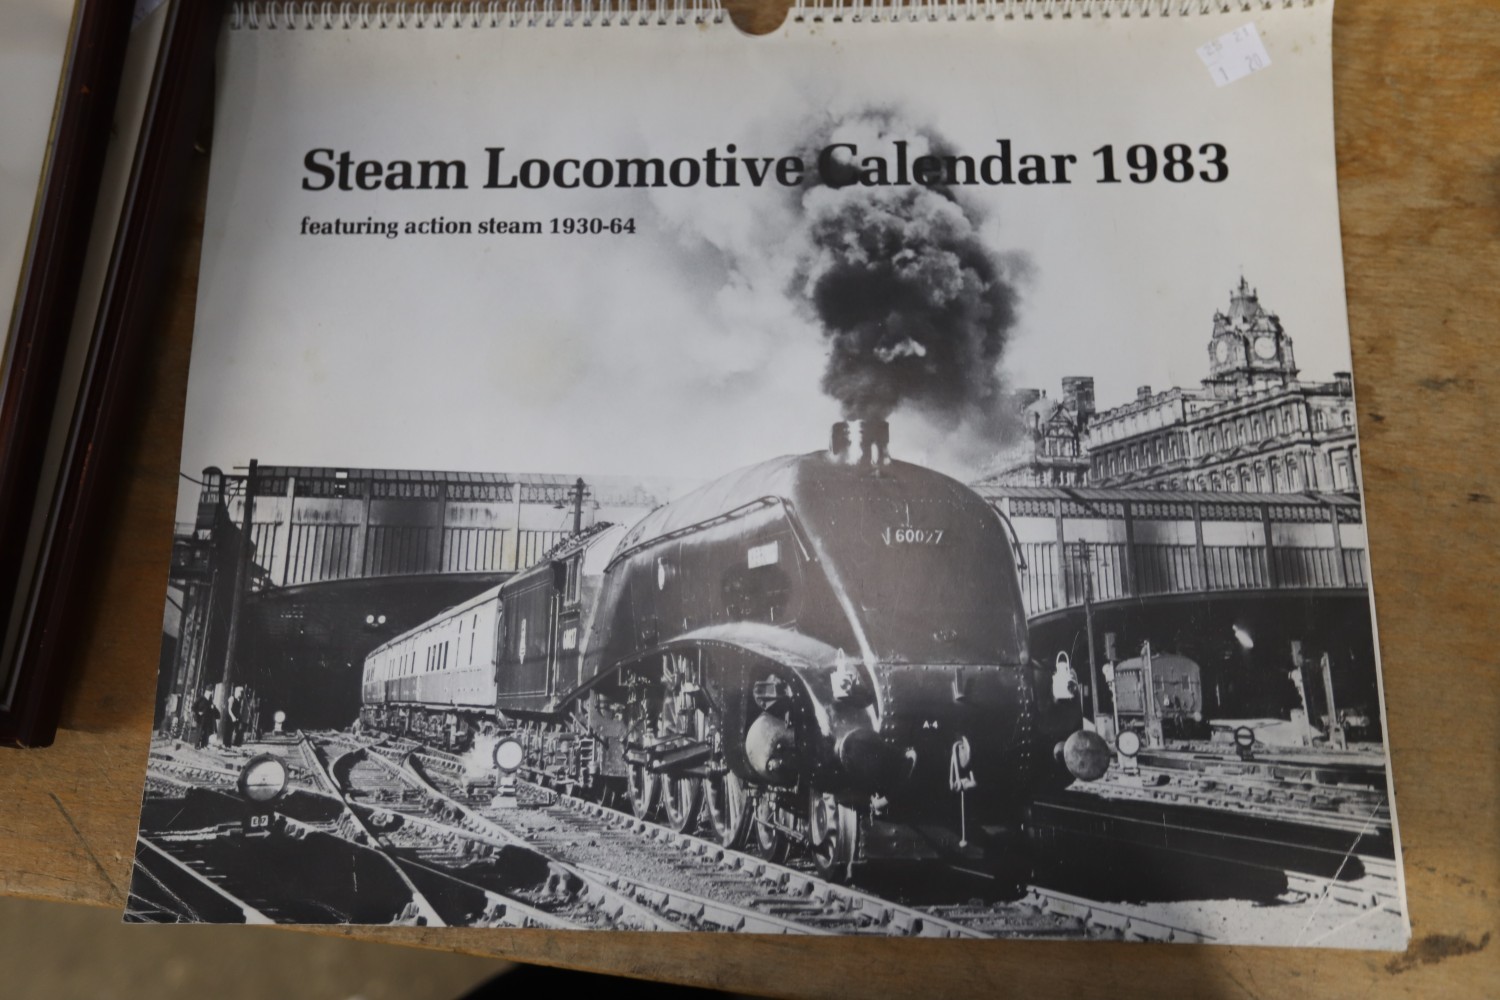 Steam Locomotive Calendar 1983
featuring action steam 1930-64
60027
A4